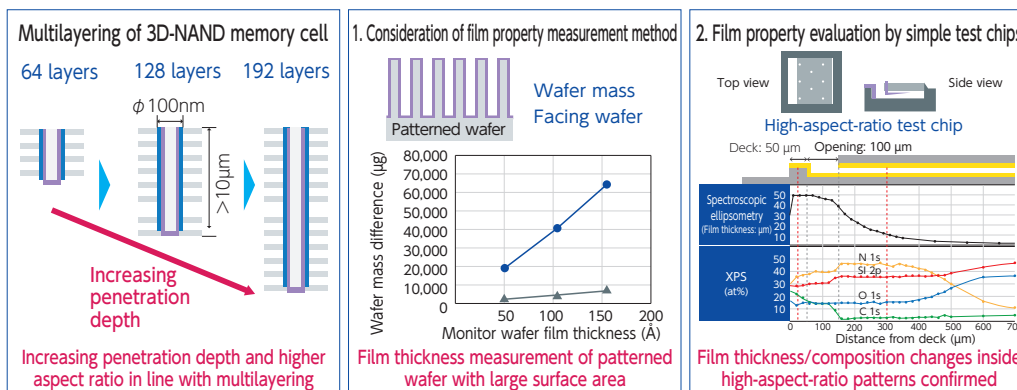 Multilayering of 3D-NAND memory cell
64 layers
128 layers
192 layers
φ100nm
>10μm
Increasing
penetration
depth
Increasing penetration depth and higher
aspect ratio in line with multilayering
1. Consideration of film property measurement method
Patterned wafer
Wafer mass
Facing wafer
Wafer mass difference (μg)
80,000
70,000
60,000
50,000
40,000
30,000
20,000
10,000
0
0
50
100
150
200
Monitor wafer film thickness (Å)
Film thickness measurement of patterned
wafer with large surface area
2. Film property evaluation by simple test chips
Top view
Side view
High-aspect-ratio test chip
Deck: 50 μm
Opening: 100 μm
Spectroscopic
ellipsometry
(Film thickness: μm)
50
40
30
10
XPS
(at%)
50
40
30
20
10
N 1s
SI 2p
O 1s
C 1s
0
100
200
300
400
500
600
Distance from deck (μm)
Film thickness/composition changes inside
high-aspect-ratio patterns confirmed